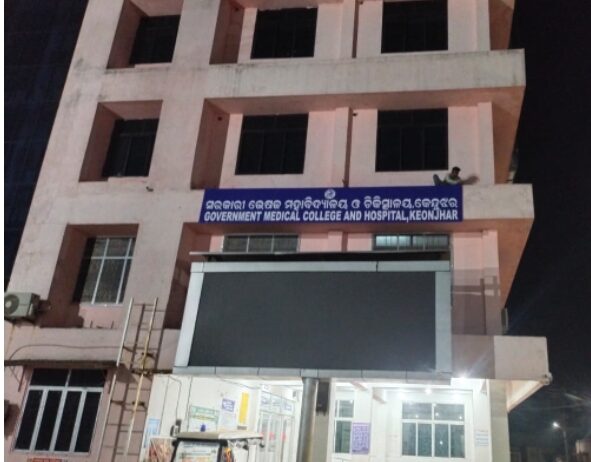 ସରକାରୀ ଭେଷଜ ମହାବିଦ୍ୟାଳୟ ଓ ଚିକିତ୍ସାଳୟ,କେନ୍ଦୁଝର
GOVERNMENT MEDICAL COLLEGE AND HOSPITAL,KEONJHAR